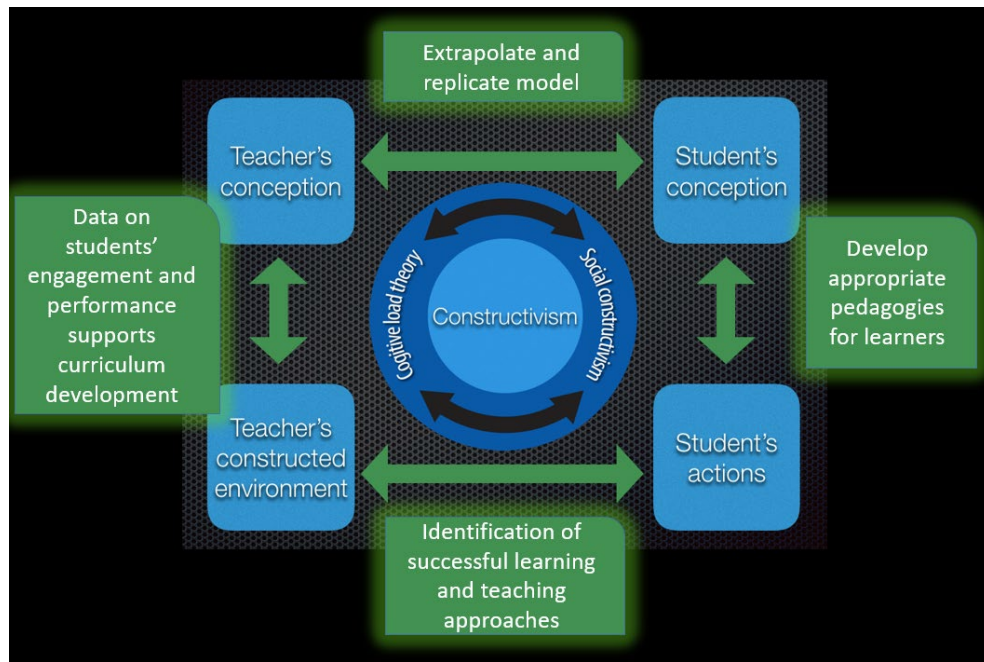 Extrapolate and
replicate model
Teacher's
conception
Student's
conception
Data on
students'
engagement and
performance
supports
curriculum
development
Cogitive load theory
Constructivism
Social constructivism
Develop
appropriate
pedagogies
for learners
Teacher's
constructed
environment
Student's
actions
Identification of
successful learning
and teaching
approaches